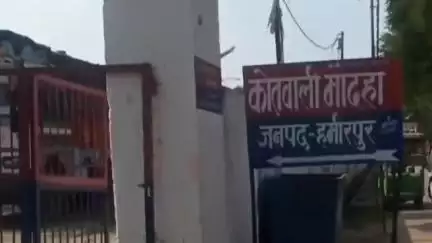 कोतवाली मौदहा
जनपद-हमीरपुर